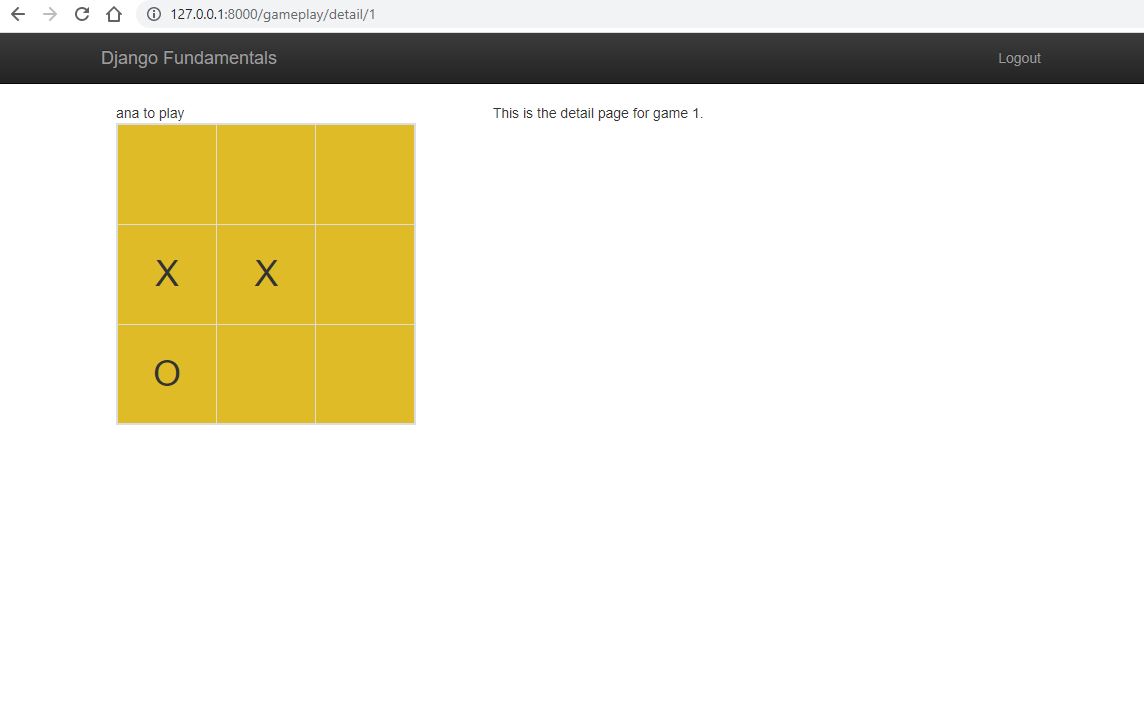 127.0.0.1:8000/gameplay/detail/1
Django Fundamentals
Logout
ana to play
This is the detail page for game 1.
X X
O